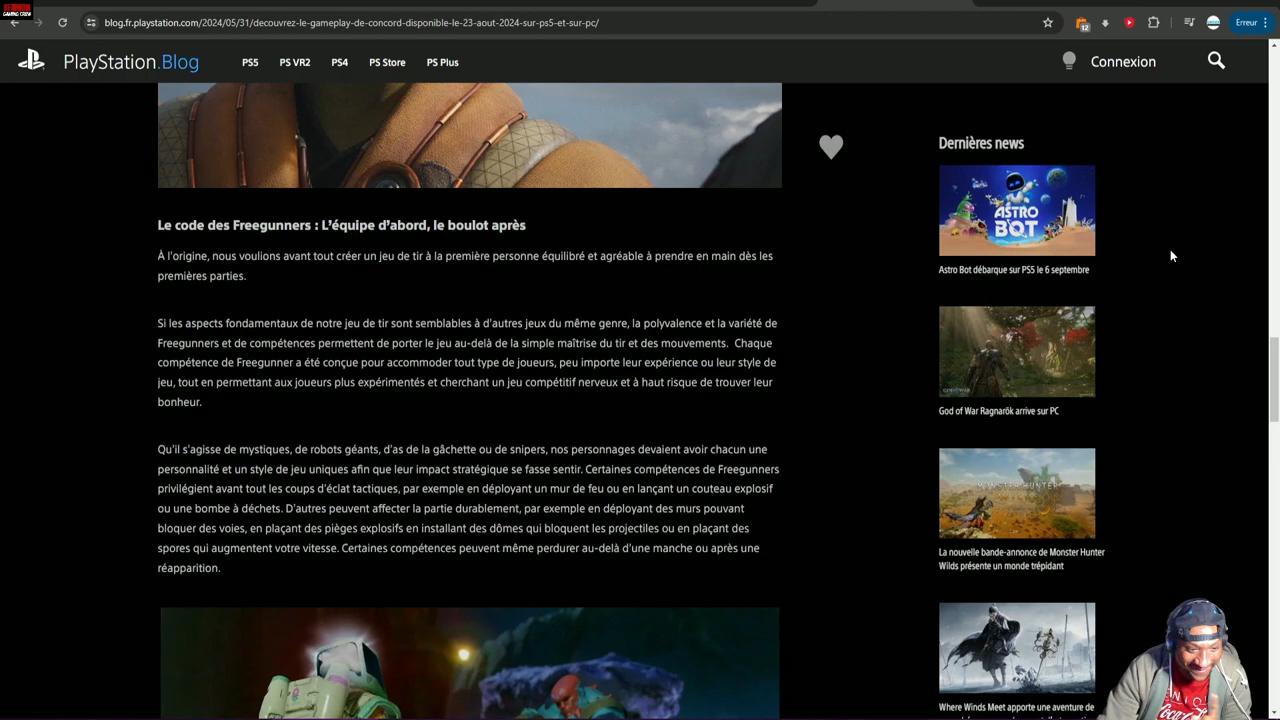 REDMOON
GAMING CREW
blog.fr.playstation.com/2024/05/31/decouvrez-le-gameplay-de-concord-disponible-le-23-aout-2024-sur-ps5-et-sur-pc/
12
Erreur
PlayStation.Blog
PS5
PS VR2
PS4
PS Store
PS Plus
Connexion
Le code des Freegunners : L'équipe d'abord, le boulot après
À l'origine, nous voulions avant tout créer un jeu de tir à la première personne équilibré et agréable à prendre en main dès les
premières parties.
Si les aspects fondamentaux de notre jeu de tir sont semblables à d'autres jeux du même genre, la polyvalence et la variété de
Freegunners et de compétences permettent de porter le jeu au-delà de la simple maîtrise du tir et des mouvements. Chaque
compétence de Freegunner a été conçue pour accommoder tout type de joueurs, peu importe leur expérience ou leur style de
jeu, tout en permettant aux joueurs plus expérimentés et cherchant un jeu compétitif nerveux et à haut risque de trouver leur
bonheur.
Qu'il s'agisse de mystiques, de robots géants, d'as de la gâchette ou de snipers, nos personnages devaient avoir chacun une
personnalité et un style de jeu uniques afin que leur impact stratégique se fasse sentir. Certaines compétences de Freegunners
privilégient avant tout les coups d'éclat tactiques, par exemple en déployant un mur de feu ou en lançant un couteau explosif
ou une bombe à déchets. D'autres peuvent affecter la partie durablement, par exemple en déployant des murs pouvant
bloquer des voies, en plaçant des pièges explosifs en installant des dômes qui bloquent les projectiles ou en plaçant des
spores qui augmentent votre vitesse. Certaines compétences peuvent même perdurer au-delà d'une manche ou après une
réapparition.
Dernières news
ASTRO
BOT
Astro Bot débarque sur PS5 le 6 septembre
God of War Ragnarök arrive sur PC
MONSTER HUNTER
La nouvelle bande-annonce de Monster Hunter
Wilds présente un monde trépidant
Where Winds Meet apporte une aventure de
Coca-Cola